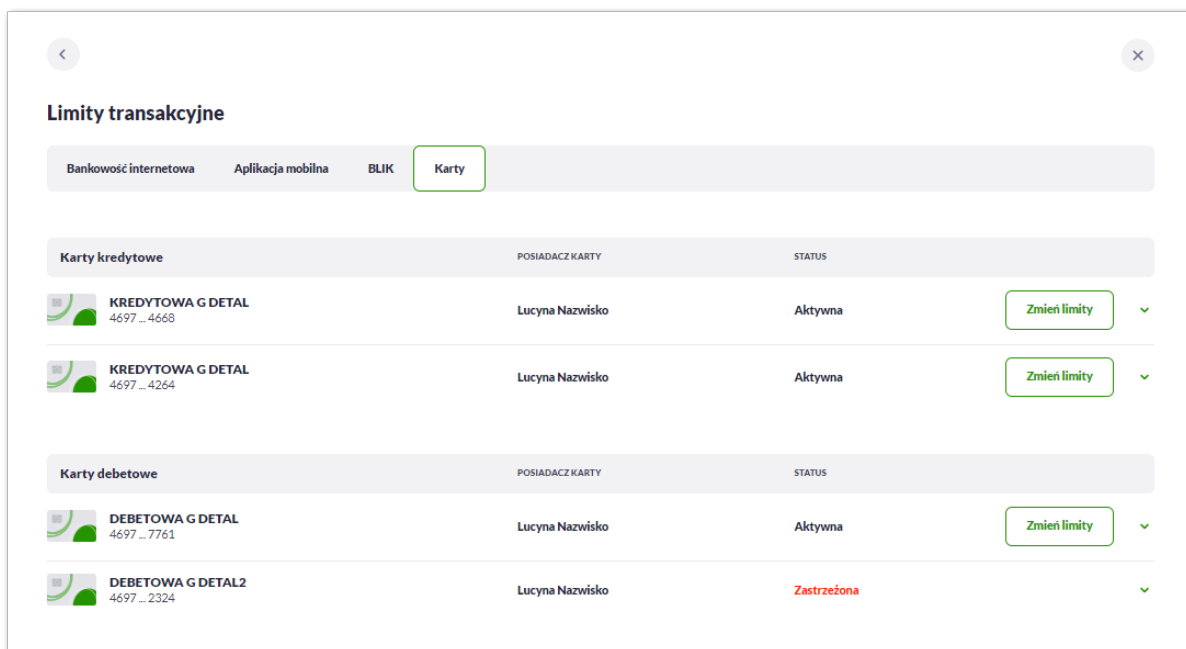 Limity transakcyjne
Bankowość internetowa Aplikacja mobilna BLIK Karty
Karty kredytowe POSIADACZ KARTY STATUS
KREDYTOWA G DETAL
4697 ... 4668
Lucyna Nazwisko Aktywna Zmień limity
KREDYTOWA G DETAL
4697 ... 4264
Lucyna Nazwisko Aktywna Zmień limity
Karty debetowe POSIADACZ KARTY STATUS
DEBETOWA G DETAL
4697 ... 7761
Lucyna Nazwisko Aktywna Zmień limity
DEBETOWA G DETAL2
4697 ... 2324
Lucyna Nazwisko Zastrzeżona